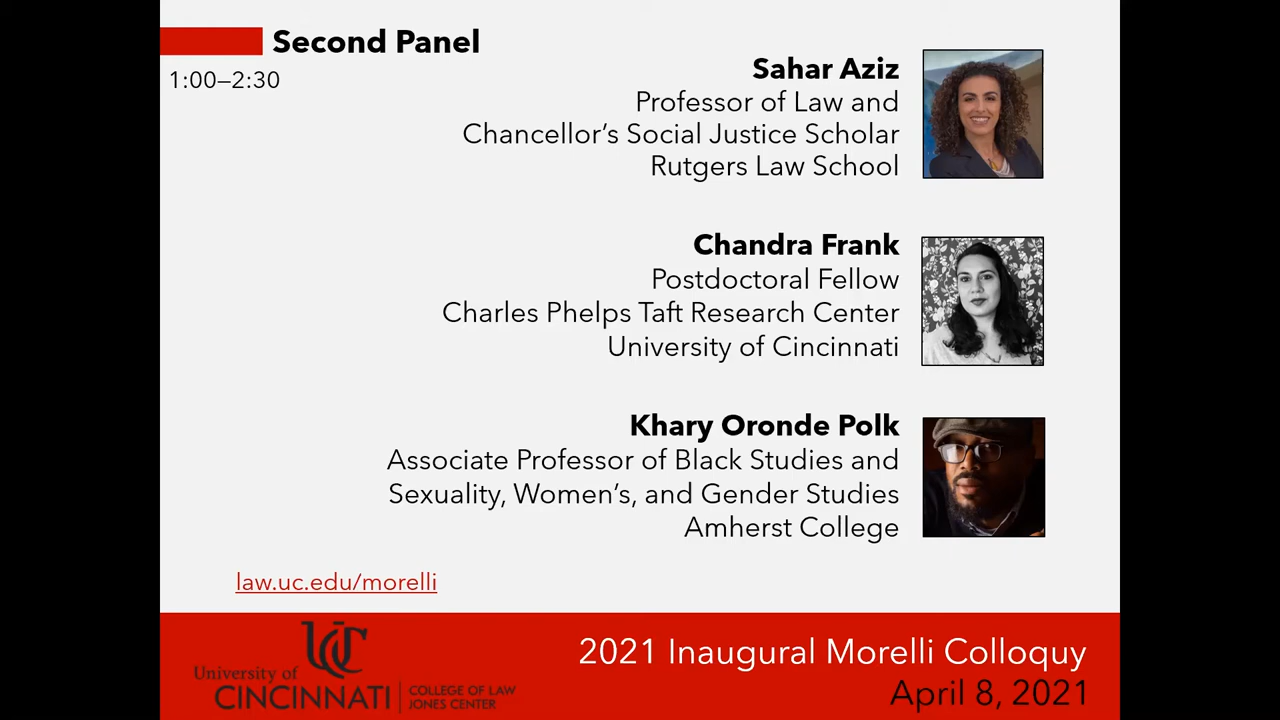 Second Panel
1:00–2:30
Sahar Aziz
Professor of Law and
Chancellor’s Social Justice Scholar
Rutgers Law School
Chandra Frank
Postdoctoral Fellow
Charles Phelps Taft Research Center
University of Cincinnati
Khary Oronde Polk
Associate Professor of Black Studies and
Sexuality, Women’s, and Gender Studies
Amherst College
law.uc.edu/morelli
UC
University of
CINCINNATI
COLLEGE OF LAW
JONES CENTER
2021 Inaugural Morelli Colloquy
April 8, 2021